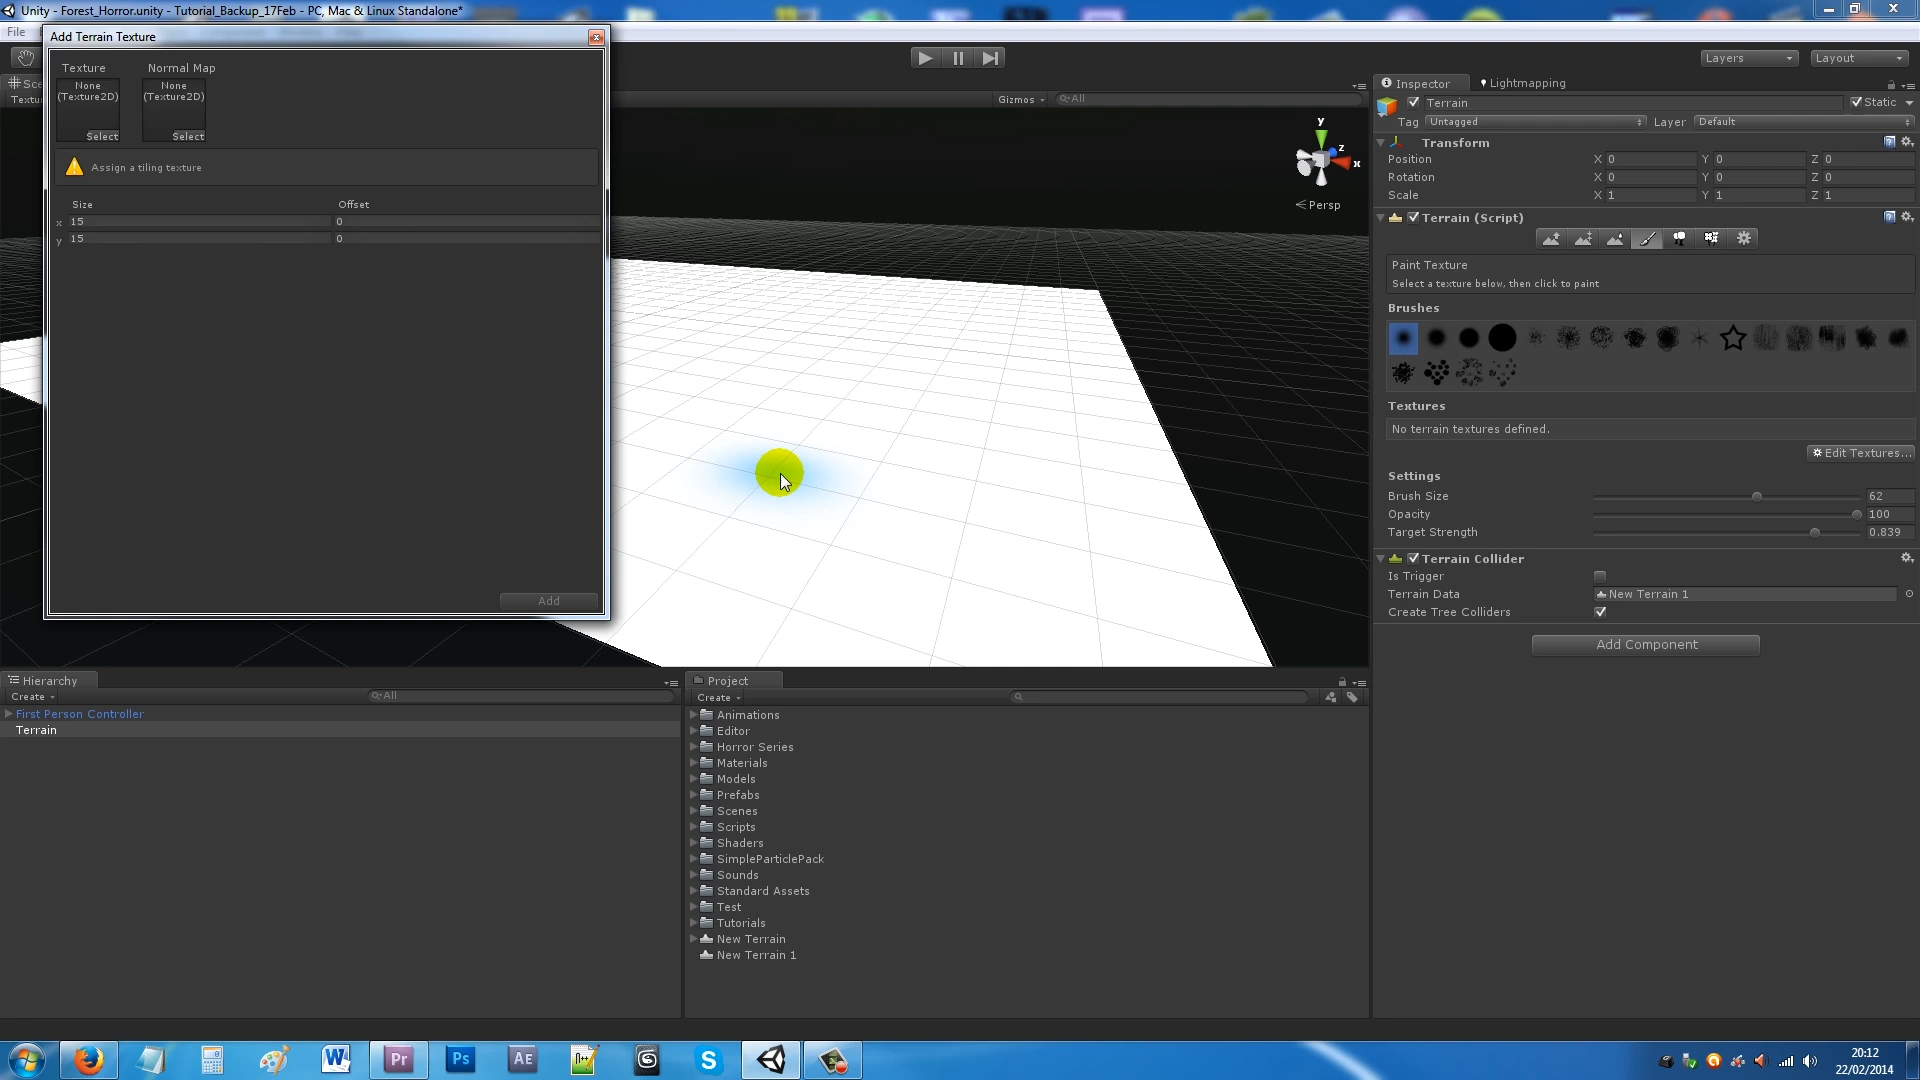 Unity - Forest_Horror.unity - Tutorial_Backup_17Feb - PC, Mac & Linux Standalone*
File
Add Terrain Texture
Texture Normal Map
None (Texture2D) Select
None (Texture2D) Select
Assign a tiling texture
Size Offset
x 15 0
y 15 0
Add
Gizmos All
y
z
x
Persp
Layers Layout
Inspector Lightmapping
Terrain Static
Tag Untagged Layer Default
Transform
Position X 0 Y 0 Z 0
Rotation X 0 Y 0 Z 0
Scale X 1 Y 1 Z 1
Terrain (Script)
Paint Texture
Select a texture below, then click to paint
Brushes
Textures
No terrain textures defined.
Edit Textures...
Settings
Brush Size 62
Opacity 100
Target Strength 0.839
Terrain Collider
Is Trigger
Terrain Data New Terrain 1
Create Tree Colliders
Add Component
Hierarchy
Create All
First Person Controller
Terrain
Project
Create
Animations
Editor
Horror Series
Materials
Models
Prefabs
Scenes
Scripts
Shaders
SimpleParticlePack
Sounds
Standard Assets
Test
Tutorials
New Terrain
New Terrain 1
W Pr Ps AE S
20:12
22/02/2014